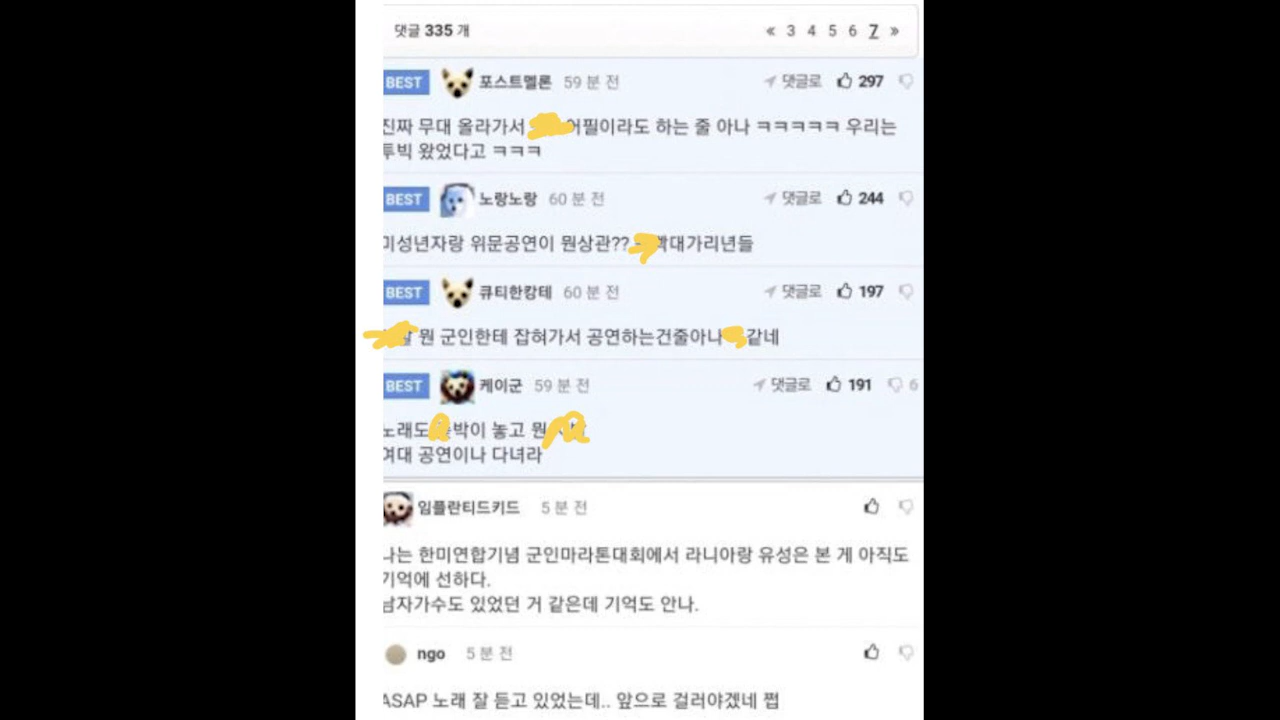 댓글 335 개
« 3 4 5 6 7 »
BEST 포스트멜론 59 분 전 댓글로 297
진짜 무대 올라가서 어필이라도 하는 줄 아나 ㅋㅋㅋㅋㅋ 우리는
투빅 왔었다고 ㅋㅋㅋ
BEST 노랑노랑 60 분 전 댓글로 244
미성년자랑 위문공연이 뭔상관??
BEST 큐티한캉테 60 분 전 댓글로 197
뭔 군인한테 잡혀가서 공연하는건줄아나 같네
BEST 케이군 59 분 전 댓글로 191 6
노래도 박이 놓고 뭔
여대 공연이나 다녀라
임플란티드키드 5 분 전
나는 한미연합기념 군인마라톤대회에서 라니아랑 유성은 본 게 아직도
기억에 선하다.
남자가수도 있었던 거 같은데 기억도 안나.
ngo 5 분 전
ASAP 노래 잘 듣고 있었는데.. 앞으로 걸러야겠네 쩝